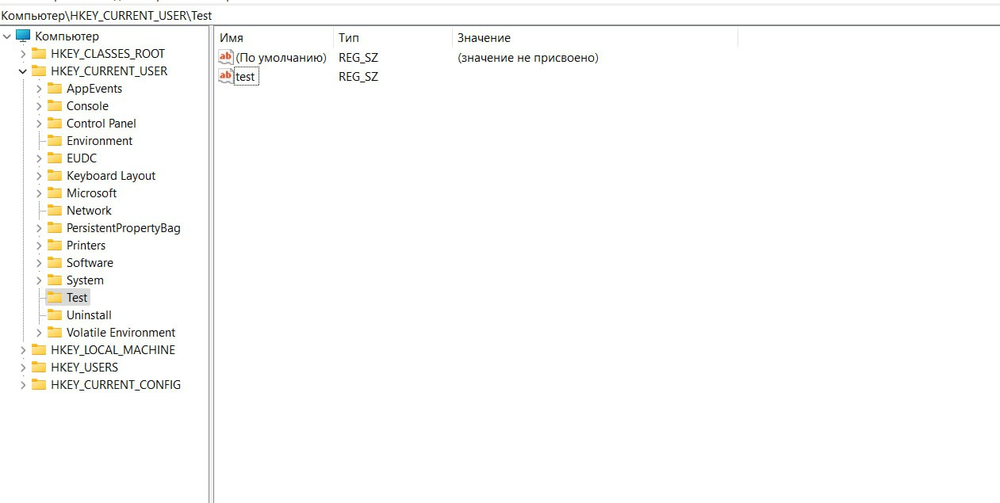 Компьютер\HKEY_CURRENT_USER\Test
Компьютер
HKEY_CLASSES_ROOT
HKEY_CURRENT_USER
AppEvents
Console
Control Panel
Environment
EUDC
Keyboard Layout
Microsoft
Network
PersistentPropertyBag
Printers
Software
System
Test
Uninstall
Volatile Environment
HKEY_LOCAL_MACHINE
HKEY_USERS
HKEY_CURRENT_CONFIG
Имя Тип Значение
ab (По умолчанию) REG_SZ (значение не присвоено)
ab test REG_SZ